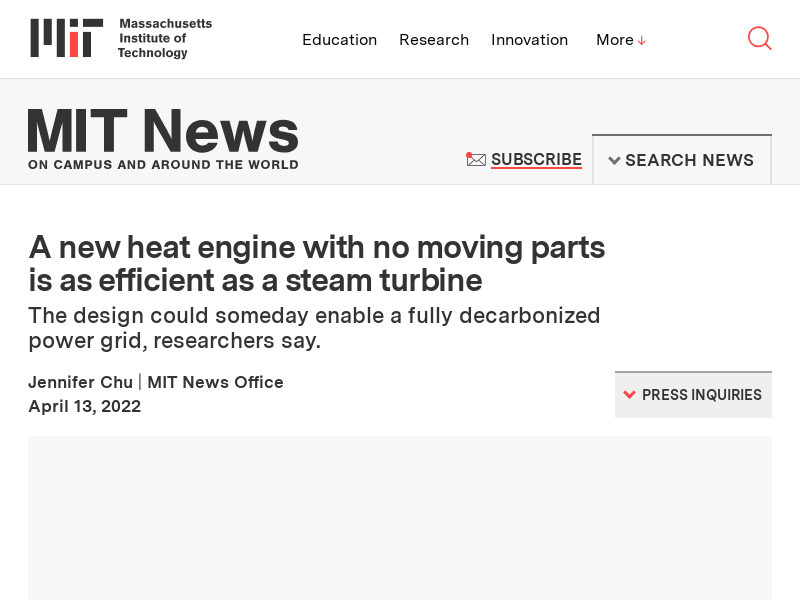 Massachusetts
Institute of
Technology
Education Research Innovation More
MIT News
ON CAMPUS AND AROUND THE WORLD
SUBSCRIBE
SEARCH NEWS
A new heat engine with no moving parts
is as efficient as a steam turbine
The design could someday enable a fully decarbonized
power grid, researchers say.
Jennifer Chu | MIT News Office
April 13, 2022
PRESS INQUIRIES